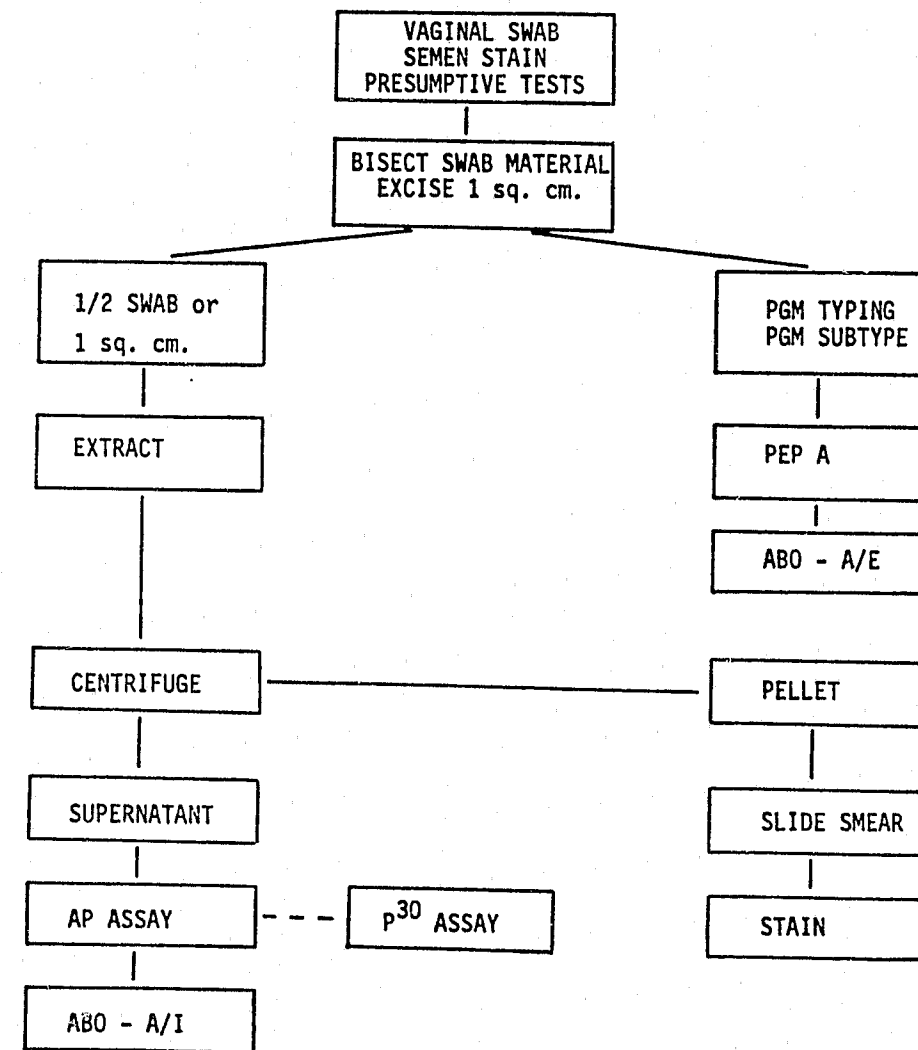 VAGINAL SWAB
SEMEN STAIN
PRESUMPTIVE TESTS
BISECT SWAB MATERIAL
EXCISE 1 sq. cm.
1/2 SWAB or
1 sq. cm.
PGM TYPING
PGM SUBTYPE
EXTRACT
PEP A
ABO - A/E
CENTRIFUGE
PELLET
SUPERNATANT
SLIDE SMEAR
AP ASSAY
P30 ASSAY
STAIN
ABO - A/I